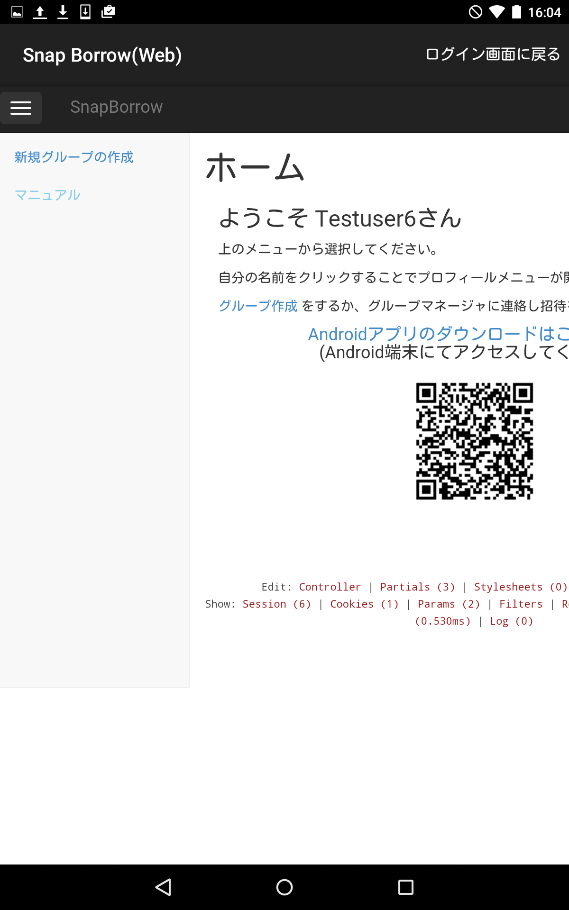 16:04
Snap Borrow(Web)
ログイン画面に戻る
SnapBorrow
新規グループの作成
マニュアル
ホーム
ようこそ Testuser6さん
上のメニューから選択してください。
自分の名前をクリックすることでプロフィールメニューが
グループ作成 をするか、グループマネージャに連絡し招待
Androidアプリのダウンロードはこ
(Android端末にてアクセスしてく
Edit: Controller | Partials (3) | Stylesheets (0)
Show: Session (6) | Cookies (1) | Params (2) | Filters |
(0.530ms) | Log (0)